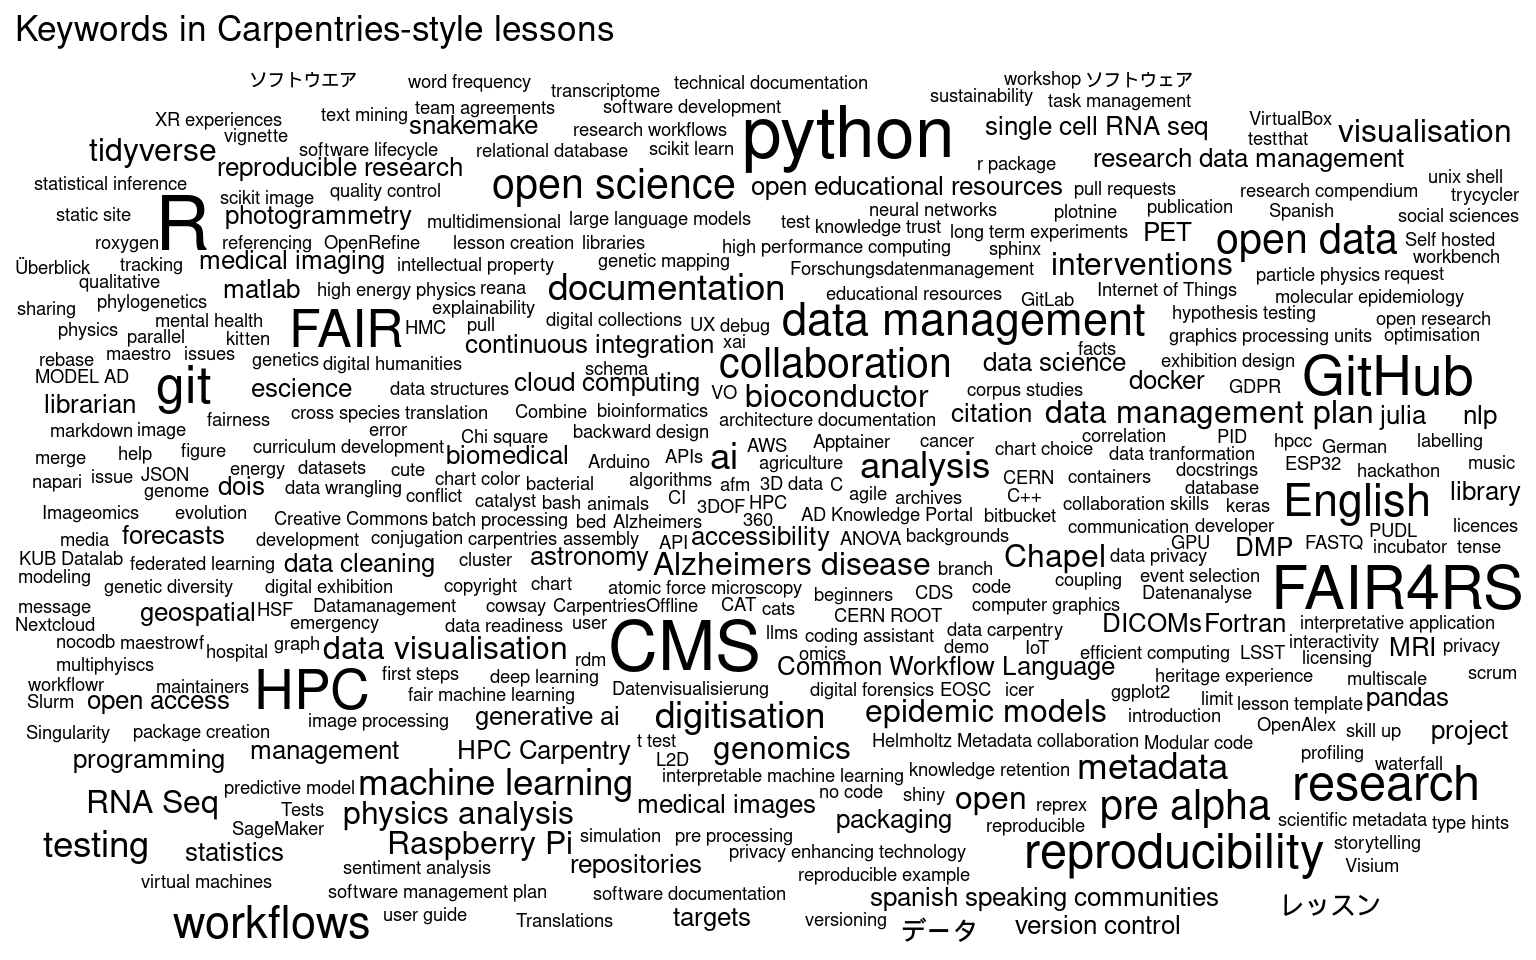 Keywords in Carpentries-style lessons
ソフトウエア
word frequency
transcriptome
technical documentation
workshop
ソフトウェア
sustainability
task management
XR experiences
text mining
team agreements
software development
python
VirtualBox
vignette
snakemake
research workflows
single cell RNA seq
testthat
visualisation
tidyverse
software lifecycle
relational database
scikit learn
reproducible research
r package
research data management
statistical inference
scikit image
quality control
open science
open educational resources
pull requests
research compendium
unix shell
trycycler
static site
R
photogrammetry
multidimensional
large language models
test
knowledge trust
neural networks
long term experiments
plotnine
publication
Spanish
social sciences
roxygen
referencing
OpenRefine
lesson creation
libraries
high performance computing
sphinx
PET
open data
Self hosted
workbench
Überblick
tracking
medical imaging
intellectual property
genetic mapping
Forschungsdatenmanagement
interventions
particle physics
request
qualitative
matlab
high energy physics
reana
documentation
educational resources
GitLab
Internet of Things
molecular epidemiology
sharing
phylogenetics
explainability
mental health
FAIR
HMC
pull
digital collections
UX
debug
data management
hypothesis testing
open research
physics
parallel
kitten
continuous integration
xai
facts
graphics processing units
optimisation
rebase
maestro
issues
genetics
digital humanities
schema
collaboration
data science
exhibition design
GitHub
MODEL AD
git
escience
data structures
cloud computing
VO
bioconductor
corpus studies
docker
GDPR
librarian
fairness
cross species translation
Combine
bioinformatics
architecture documentation
citation
data management plan
julia
nlp
markdown
image
error
Chi square
backward design
AWS
Apptainer
cancer
correlation
PID
hpcc
German
labelling
merge
help
figure
curriculum development
biomedical
Arduino
APIs
ai
agriculture
analysis
chart choice
data tranformation
ESP32
hackathon
music
napari
issue
JSON
energy
datasets
cute
chart color
bacterial
algorithms
afm
3D data
C
CERN
containers
docstrings
database
genome
dois
data wrangling
conflict
catalyst
bash
animals
CI
3DOF
HPC
agile
archives
C++
collaboration skills
keras
English
library
Imageomics
evolution
Creative Commons
batch processing
bed
Alzheimers
360
AD Knowledge Portal
bitbucket
communication
developer
PUDL
licences
media
forecasts
development
conjugation
carpentries assembly
API
accessibility
ANOVA
backgrounds
GPU
DMP
FASTQ
incubator
tense
KUB Datalab
federated learning
data cleaning
cluster
astronomy
Alzheimers disease
branch
Chapel
data privacy
modeling
genetic diversity
digital exhibition
copyright
chart
atomic force microscopy
beginners
CDS
code
coupling
event selection
Datenanalyse
FAIR4RS
message
geospatial
HSF
Datamanagement
cowsay
CarpentriesOffline
CAT
cats
CERN ROOT
computer graphics
Nextcloud
emergency
data readiness
user
CMS
llms
coding assistant
data carpentry
DICOMs
Fortran
interpretative application
nocodb
maestrowf
hospital
graph
data visualisation
omics
demo
IoT
efficient computing
LSST
interactivity
licensing
MRI
privacy
multiphyiscs
HPC
first steps
deep learning
rdm
Common Workflow Language
heritage experience
multiscale
scrum
workflowr
maintainers
fair machine learning
Datenvisualisierung
digital forensics
EOSC
icer
ggplot2
limit
lesson template
pandas
Slurm
open access
image processing
generative ai
digitisation
epidemic models
introduction
OpenAlex
skill up
project
Singularity
package creation
management
HPC Carpentry
t test
genomics
Helmholtz Metadata collaboration
Modular code
profiling
waterfall
programming
L2D
interpretable machine learning
knowledge retention
metadata
research
predictive model
machine learning
no code
shiny
open
reprex
pre alpha
RNA Seq
Tests
physics analysis
medical images
packaging
reproducible
scientific metadata
type hints
SageMaker
testing
statistics
Raspberry Pi
simulation
pre processing
privacy enhancing technology
reproducibility
storytelling
Visium
sentiment analysis
repositories
reproducible example
virtual machines
software management plan
software documentation
spanish speaking communities
レッスン
workflows
user guide
Translations
targets
versioning
データ
version control